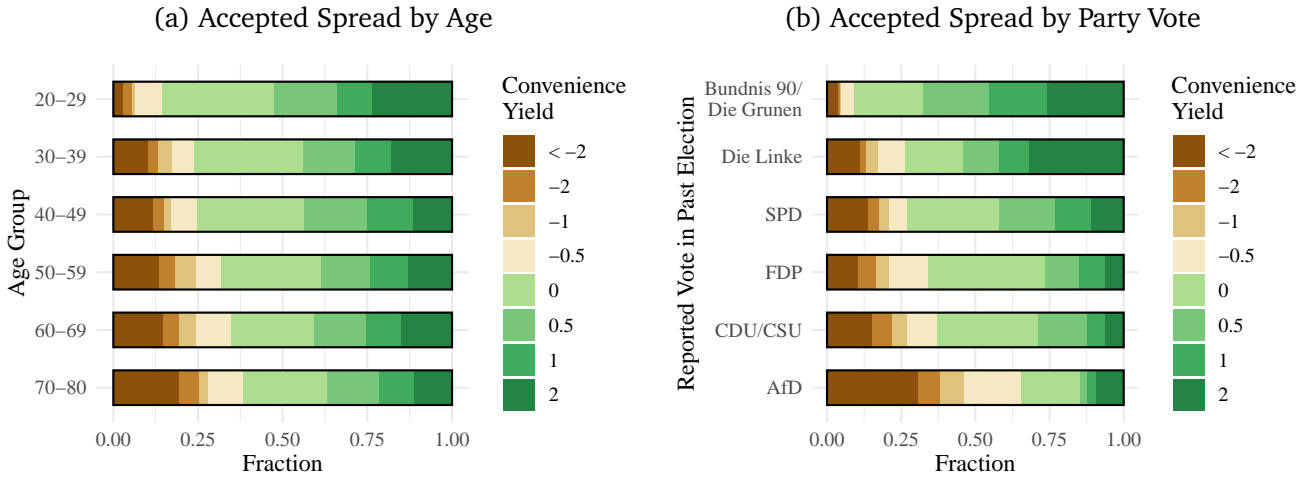 (a) Accepted Spread by Age
Age Group
20–29
30–39
40–49
50–59
60–69
70–80
0.00 0.25 0.50 0.75 1.00
Fraction
Convenience
Yield
< −2
−2
−1
−0.5
0
0.5
1
2
(b) Accepted Spread by Party Vote
Reported Vote in Past Election
Bundnis 90/
Die Grunen
Die Linke
SPD
FDP
CDU/CSU
AfD
0.00 0.25 0.50 0.75 1.00
Fraction
Convenience
Yield
< −2
−2
−1
−0.5
0
0.5
1
2